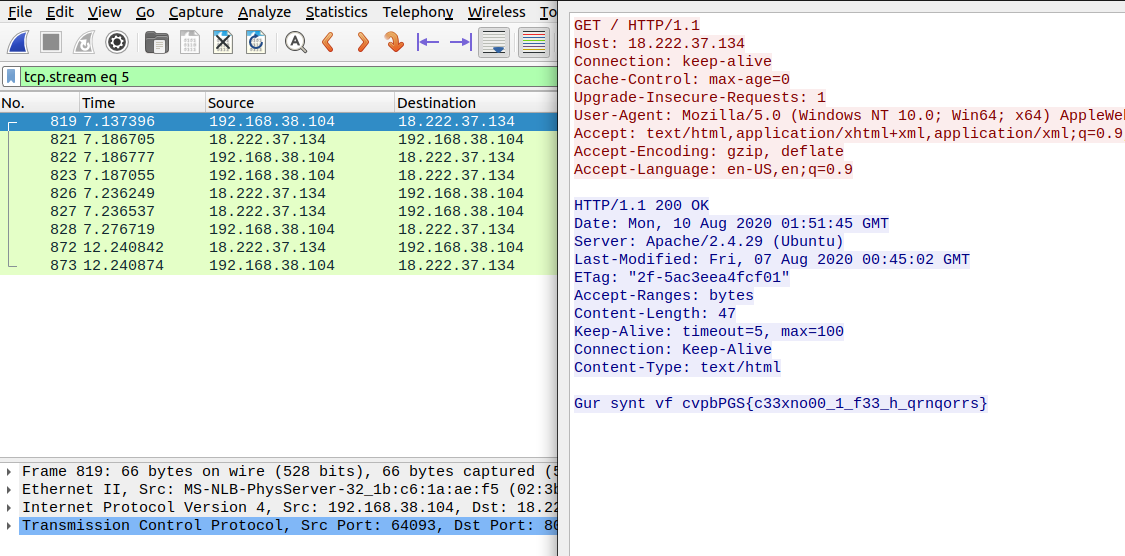 File Edit View Go Capture Analyze Statistics Telephony Wireless To
tcp.stream eq 5
No. Time Source Destination
819 7.137396 192.168.38.104 18.222.37.134
821 7.186705 18.222.37.134 192.168.38.104
822 7.186777 192.168.38.104 18.222.37.134
823 7.187055 192.168.38.104 18.222.37.134
826 7.236249 18.222.37.134 192.168.38.104
827 7.236537 18.222.37.134 192.168.38.104
828 7.276719 192.168.38.104 18.222.37.134
872 12.240842 18.222.37.134 192.168.38.104
873 12.240874 192.168.38.104 18.222.37.134
Frame 819: 66 bytes on wire (528 bits), 66 bytes captured (5
Ethernet II, Src: MS-NLB-PhysServer-32_1b:c6:1a:ae:f5 (02:3b
Internet Protocol Version 4, Src: 192.168.38.104, Dst: 18.22
Transmission Control Protocol, Src Port: 64093, Dst Port: 80
GET / HTTP/1.1
Host: 18.222.37.134
Connection: keep-alive
Cache-Control: max-age=0
Upgrade-Insecure-Requests: 1
User-Agent: Mozilla/5.0 (Windows NT 10.0; Win64; x64) AppleWeb
Accept: text/html,application/xhtml+xml,application/xml;q=0.9
Accept-Encoding: gzip, deflate
Accept-Language: en-US,en;q=0.9
HTTP/1.1 200 OK
Date: Mon, 10 Aug 2020 01:51:45 GMT
Server: Apache/2.4.29 (Ubuntu)
Last-Modified: Fri, 07 Aug 2020 00:45:02 GMT
ETag: "2f-5ac3eea4fcf01"
Accept-Ranges: bytes
Content-Length: 47
Keep-Alive: timeout=5, max=100
Connection: Keep-Alive
Content-Type: text/html
Gur synt vf cvpbPGS{c33xno00_1_f33_h_qrnqorrs}